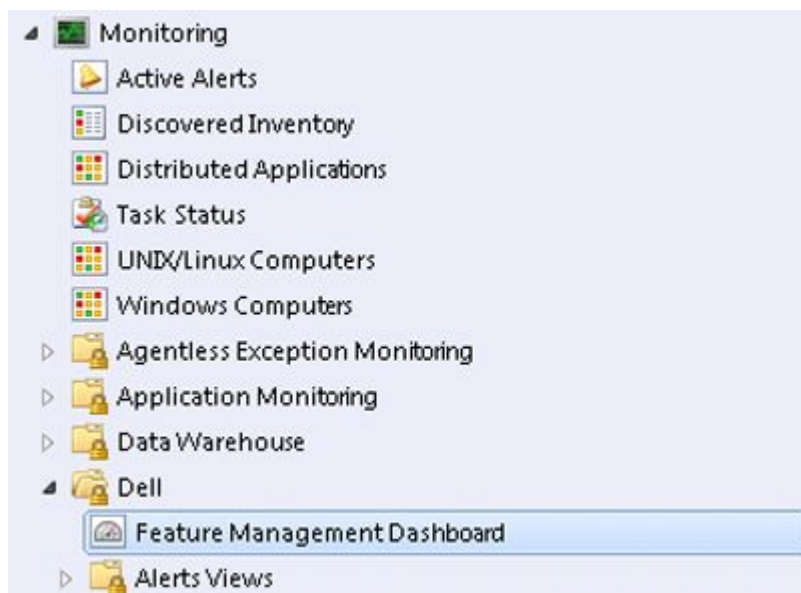 Monitoring
Active Alerts
Discovered Inventory
Distributed Applications
Task Status
UNIX/Linux Computers
Windows Computers
Agentless Exception Monitoring
Application Monitoring
Data Warehouse
Dell
Feature Management Dashboard
Alerts Views